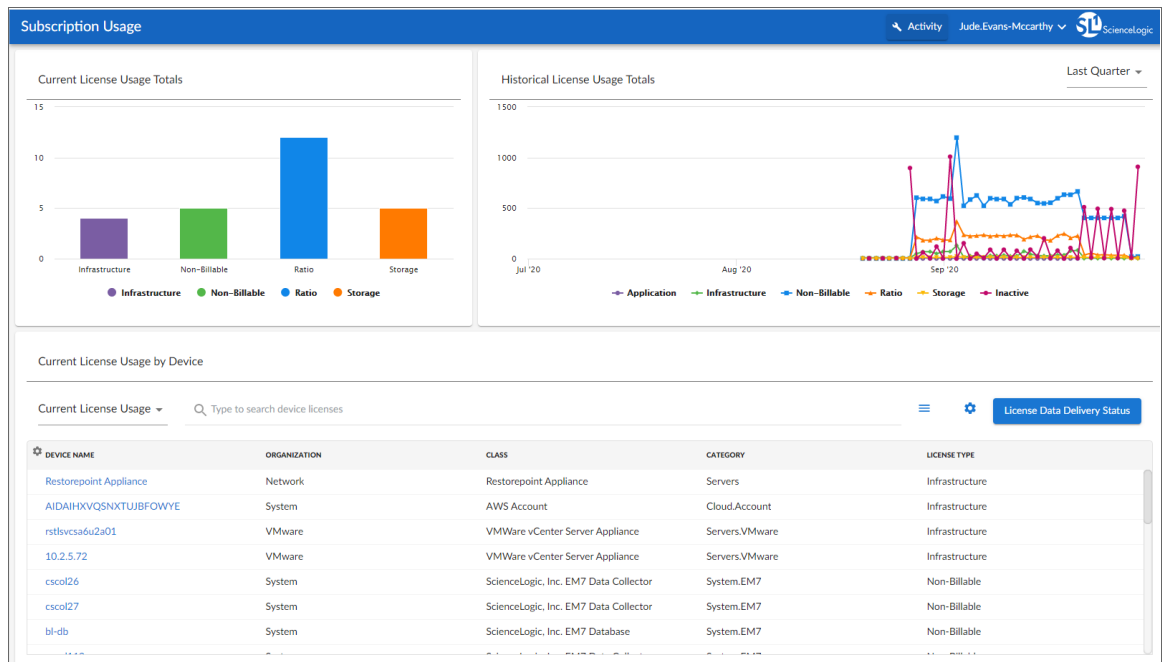 Subscription Usage
Activity
Jude.Evans-Mccarthy
SL1 ScienceLogic
Current License Usage Totals
15
10
5
0
Infrastructure Non-Billable Ratio Storage
Infrastructure Non-Billable Ratio Storage
Historical License Usage Totals
Last Quarter
1500
1000
500
0
Jul '20 Aug '20 Sep '20
Application Infrastructure Non-Billable Ratio Storage Inactive
Current License Usage by Device
Current License Usage
Type to search device licenses
License Data Delivery Status
DEVICE NAME ORGANIZATION CLASS CATEGORY LICENSE TYPE
Restorepoint Appliance Network Restorepoint Appliance Servers Infrastructure
AIDAIHXVQSNXTUJBFOWYE System AWS Account Cloud.Account Infrastructure
rstlsvcsa6u2a01 VMware VMWare vCenter Server Appliance Servers.VMware Infrastructure
10.2.5.72 VMware VMWare vCenter Server Appliance Servers.VMware Infrastructure
cscol26 System ScienceLogic, Inc. EM7 Data Collector System.EM7 Non-Billable
cscol27 System ScienceLogic, Inc. EM7 Data Collector System.EM7 Non-Billable
bl-db System ScienceLogic, Inc. EM7 Database System.EM7 Non-Billable